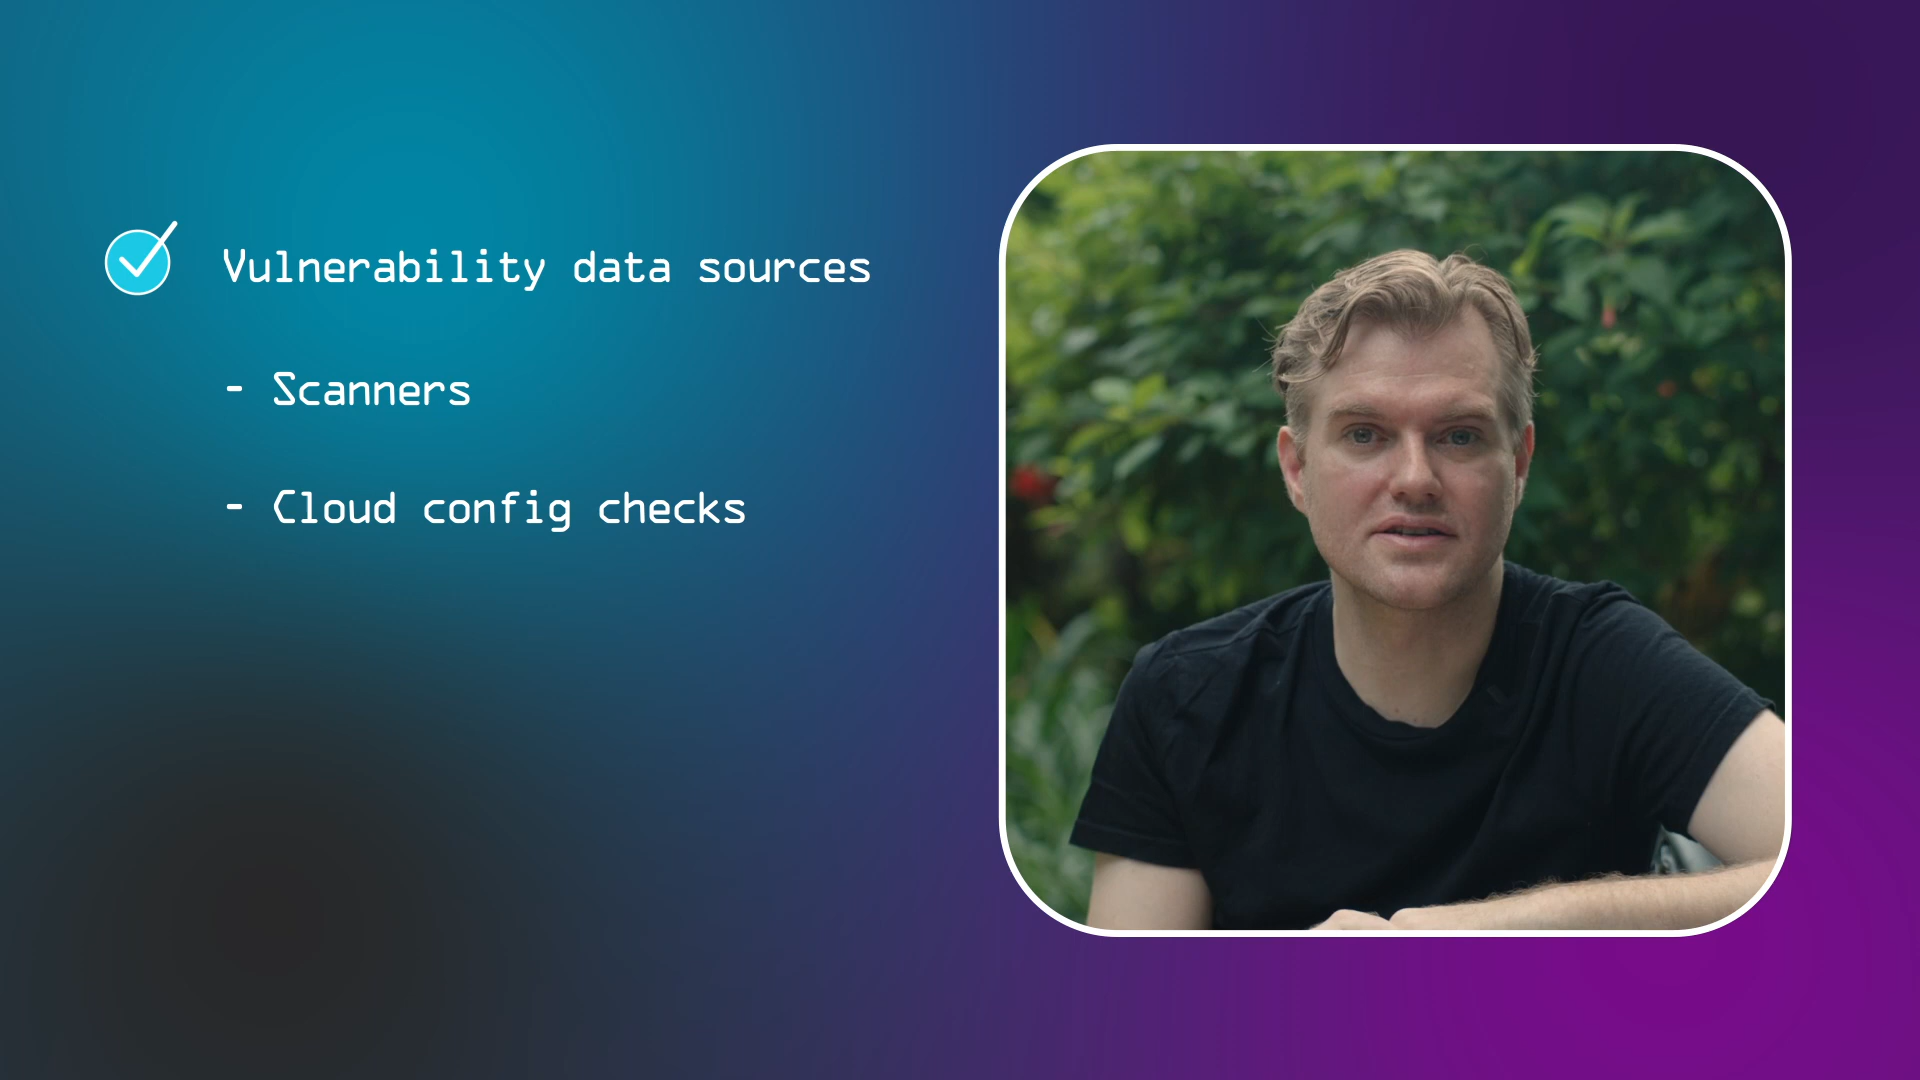 Vulnerability data sources
- Scanners
- Cloud config checks